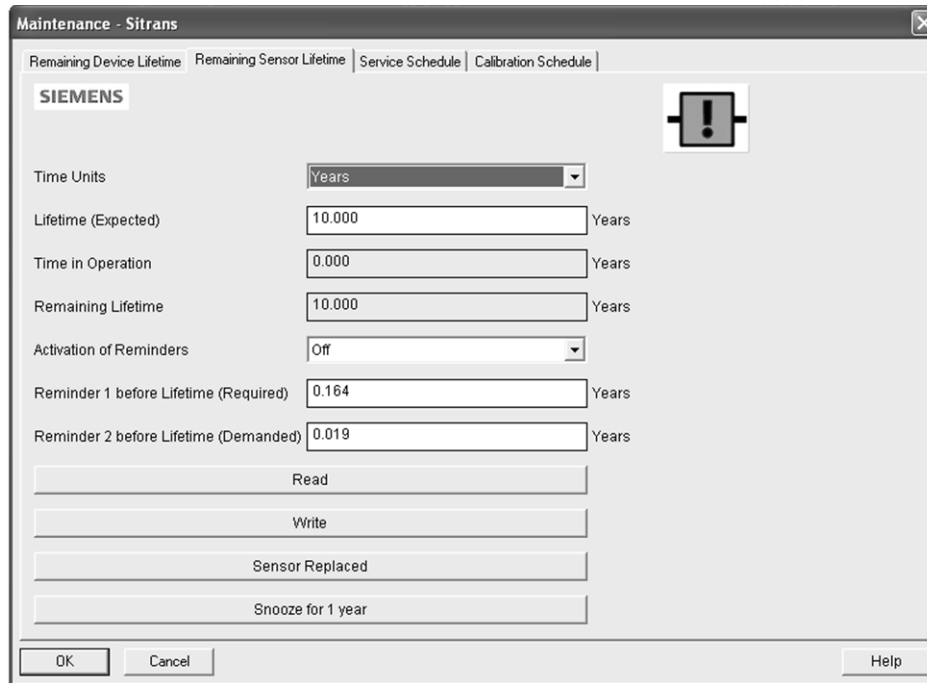 Maintenance - Sitrans
Remaining Device Lifetime Remaining Sensor Lifetime Service Schedule Calibration Schedule
SIEMENS
!
Time Units Years
Lifetime (Expected) 10.000 Years
Time in Operation 0.000 Years
Remaining Lifetime 10.000 Years
Activation of Reminders Off
Reminder 1 before Lifetime (Required) 0.164 Years
Reminder 2 before Lifetime (Demanded) 0.019 Years
Read
Write
Sensor Replaced
Snooze for 1 year
OK Cancel Help